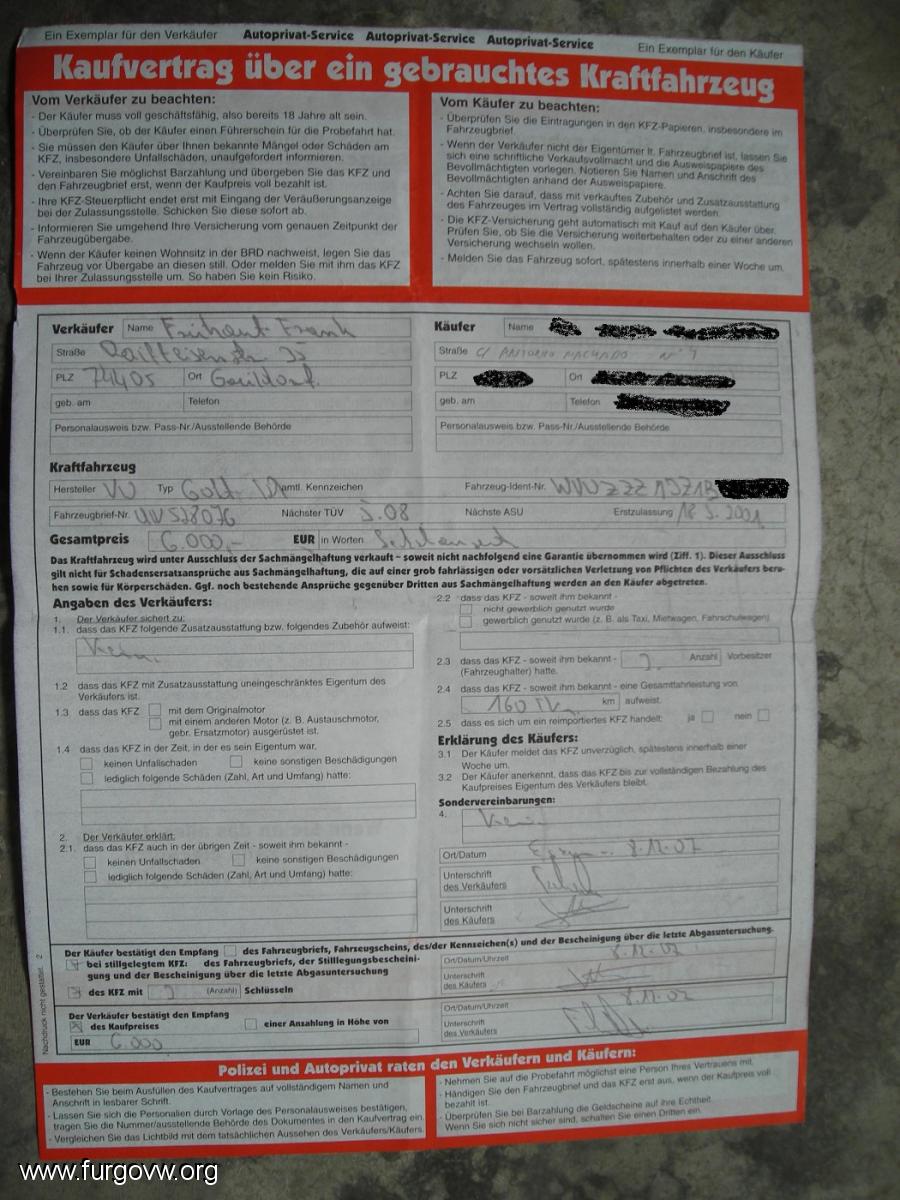 Ein Exemplar für den Verkäufer Autoprivat-Service Autoprivat-Service Autoprivat-Service Ein Exemplar für den Käufer
Kaufvertrag über ein gebrauchtes Kraftfahrzeug
Vom Verkäufer zu beachten:
- Der Käufer muss voll geschäftsfähig, also bereits 18 Jahre alt sein.
- Überprüfen Sie, ob der Käufer einen Führerschein für die Probefahrt hat.
- Sie müssen den Käufer über Ihnen bekannte Mängel oder Schäden am
KFZ, insbesondere Unfallschäden, unaufgefordert informieren.
- Vereinbaren Sie möglichst Barzahlung und übergeben Sie das KFZ und
den Fahrzeugbrief erst, wenn der Kaufpreis voll bezahlt ist.
- Ihre KFZ-Steuerpflicht endet erst mit Eingang der Veräußerungsanzeige
bei der Zulassungsstelle. Schicken Sie diese sofort ab.
- Informieren Sie umgehend Ihre Versicherung vom genauen Zeitpunkt der
Fahrzeugübergabe.
- Wenn der Käufer keinen Wohnsitz in der BRD nachweist, legen Sie das
Fahrzeug vor Übergabe an diesen still. Oder melden Sie mit ihm das KFZ
bei Ihrer Zulassungsstelle um. So haben Sie kein Risiko.
Vom Käufer zu beachten:
- Überprüfen Sie die Eintragungen in den KFZ-Papieren, insbesondere im
Fahrzeugbrief.
- Wenn der Verkäufer nicht der Eigentümer lt. Fahrzeugbrief ist, lassen Sie
sich eine schriftliche Verkaufsvollmacht und die Ausweispapiere des
Bevollmächtigten vorlegen. Notieren Sie Namen und Anschrift des
Bevollmächtigten anhand der Ausweispapiere.
- Achten Sie darauf, dass mit verkauftes Zubehör und Zusatzausstattung
des Fahrzeuges im Vertrag vollständig aufgelistet werden.
- Die KFZ-Versicherung geht automatisch mit Kauf auf den Käufer über.
Prüfen Sie, ob Sie die Versicherung weiterbehalten oder zu einer anderen
Versicherung wechseln wollen.
- Melden Sie das Fahrzeug sofort, spätestens innerhalb einer Woche um.
Verkäufer Name Frank
Straße
PLZ 74405 Ort Gaildorf
geb. am Telefon
Personalausweis bzw. Pass-Nr./Ausstellende Behörde
Käufer Name
Straße C/ ANTONIO MACHADO Nº
PLZ Ort
geb. am Telefon
Personalausweis bzw. Pass-Nr./Ausstellende Behörde
Kraftfahrzeug
Hersteller VW Typ Golf amtl. Kennzeichen Fahrzeug-Ident-Nr. WVWZZZ1JZ1B
Fahrzeugbrief-Nr. Nächster TÜV Nächste ASU Erstzulassung
Gesamtpreis 6.000,- EUR in Worten
Das Kraftfahrzeug wird unter Ausschluss der Sachmängelhaftung verkauft – soweit nicht nachfolgend eine Garantie übernommen wird (Ziff. 1). Dieser Ausschluss
gilt nicht für Schadensersatzansprüche aus Sachmängelhaftung, die auf einer grob fahrlässigen oder vorsätzlichen Verletzung von Pflichten des Verkäufers beru-
hen sowie für Körperschäden. Ggf. noch bestehende Ansprüche gegenüber Dritten aus Sachmängelhaftung werden an den Käufer abgetreten.
Angaben des Verkäufers:
1. Der Verkäufer sichert zu:
1.1. dass das KFZ folgende Zusatzausstattung bzw. folgendes Zubehör aufweist:
Kein
1.2 dass das KFZ mit Zusatzausstattung uneingeschränktes Eigentum des
Verkäufers ist.
1.3 dass das KFZ mit dem Originalmotor
mit einem anderen Motor (z. B. Austauschmotor,
gebr. Ersatzmotor) ausgerüstet ist.
1.4 dass das KFZ in der Zeit, in der es sein Eigentum war,
keinen Unfallschaden keine sonstigen Beschädigungen
lediglich folgende Schäden (Zahl, Art und Umfang) hatte:
2. Der Verkäufer erklärt:
2.1. dass das KFZ auch in der übrigen Zeit - soweit ihm bekannt -
keinen Unfallschaden keine sonstigen Beschädigungen
lediglich folgende Schäden (Zahl, Art und Umfang) hatte:
2.2 dass das KFZ - soweit ihm bekannt -
nicht gewerblich genutzt wurde
gewerblich genutzt wurde (z. B. als Taxi, Mietwagen, Fahrschulwagen)
2.3 dass das KFZ - soweit ihm bekannt - Anzahl Vorbesitzer
(Fahrzeughalter) hatte.
2.4 dass das KFZ - soweit ihm bekannt - eine Gesamtfahrleistung von
160 km aufweist.
2.5 dass es sich um ein reimportiertes KFZ handelt: ja nein
Erklärung des Käufers:
3.1 Der Käufer meldet das KFZ unverzüglich, spätestens innerhalb einer
Woche um.
3.2 Der Käufer anerkennt, dass das KFZ bis zur vollständigen Bezahlung des
Kaufpreises Eigentum des Verkäufers bleibt.
Sondervereinbarungen:
4. Kein
Ort/Datum 8.12.07
Unterschrift
des Verkäufers
Unterschrift
des Käufers
Der Käufer bestätigt den Empfang des Fahrzeugbriefs, Fahrzeugscheins, des/der Kennzeichen(s) und der Bescheinigung über die letzte Abgasuntersuchung.
bei stillgelegtem KFZ: des Fahrzeugbriefs, der Stilllegungsbescheini-
gung und der Bescheinigung über die letzte Abgasuntersuchung
des KFZ mit (Anzahl) Schlüsseln
Ort/Datum/Uhrzeit 8.12.07
Unterschrift
des Käufers
Der Verkäufer bestätigt den Empfang
des Kaufpreises einer Anzahlung in Höhe von
EUR 6.000
Ort/Datum/Uhrzeit 8.12.07
Unterschrift
des Verkäufers
Nachdruck nicht gestattet. 2
Polizei und Autoprivat raten den Verkäufern und Käufern:
- Bestehen Sie beim Ausfüllen des Kaufvertrages auf vollständigem Namen und
Anschrift in lesbarer Schrift.
- Lassen Sie sich die Personalien durch Vorlage des Personalausweises bestätigen,
tragen Sie die Nummer/ausstellende Behörde des Dokumentes in den Kaufvertrag ein.
- Vergleichen Sie das Lichtbild mit dem tatsächlichen Aussehen des Verkäufers/Käufers.
- Nehmen Sie auf die Probefahrt möglichst eine Person Ihres Vertrauens mit.
- Händigen Sie den Fahrzeugbrief und das KFZ erst aus, wenn der Kaufpreis voll
bezahlt ist.
- Überprüfen Sie bei Barzahlung die Geldscheine auf ihre Echtheit.
Wenn Sie sich nicht sicher sind, schalten Sie einen Dritten ein.
www.furgovw.org